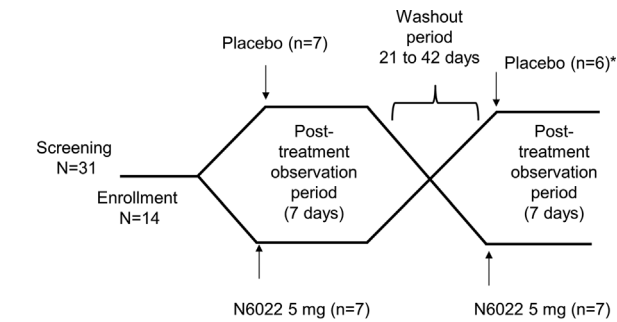 Washout
period
21 to 42 days
Placebo (n=7)
Placebo (n=6)*
Screening
N=31
Enrollment
N=14
Post-
treatment
observation
period
(7 days)
Post-
treatment
observation
period
(7 days)
N6022 5 mg (n=7)
N6022 5 mg (n=7)